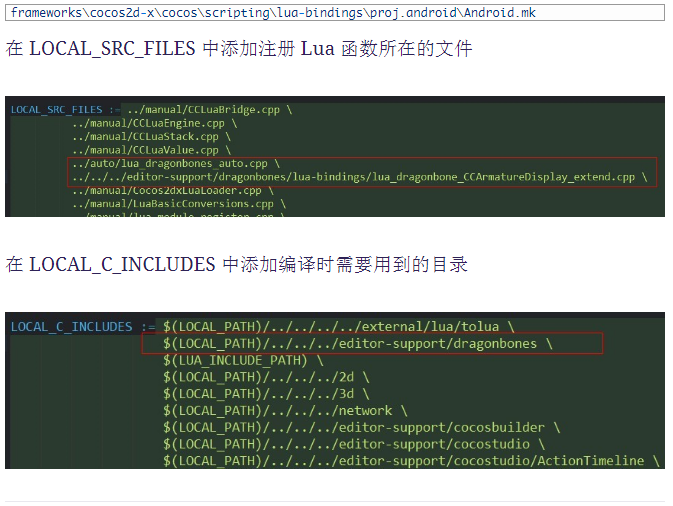 frameworks\cocos2d-x\cocos\scripting\lua-bindings\proj.android\Android.mk
在 LOCAL_SRC_FILES 中添加注册 Lua 函数所在的文件
LOCAL_SRC_FILES := ../manual/CCLuaBridge.cpp \
../manual/CCLuaEngine.cpp \
../manual/CCLuaStack.cpp \
../manual/CCLuaValue.cpp \
../auto/lua_dragonbones_auto.cpp \
../../../editor-support/dragonbones/lua-bindings/lua_dragonbone_CCArmatureDisplay_extend.cpp \
../manual/Cocos2dxLuaLoader.cpp \
../manual/LuaBasicConversions.cpp \
../manual/lua_module_register.cpp \
在 LOCAL_C_INCLUDES 中添加编译时需要用到的目录
LOCAL_C_INCLUDES := $(LOCAL_PATH)/../../../../external/lua/tolua \
$(LOCAL_PATH)/../../../editor-support/dragonbones \
$(LUA_INCLUDE_PATH) \
$(LOCAL_PATH)/../../../2d \
$(LOCAL_PATH)/../../../3d \
$(LOCAL_PATH)/../../../network \
$(LOCAL_PATH)/../../../editor-support/cocosbuilder \
$(LOCAL_PATH)/../../../editor-support/cocostudio \
$(LOCAL_PATH)/../../../editor-support/cocostudio/ActionTimeline \